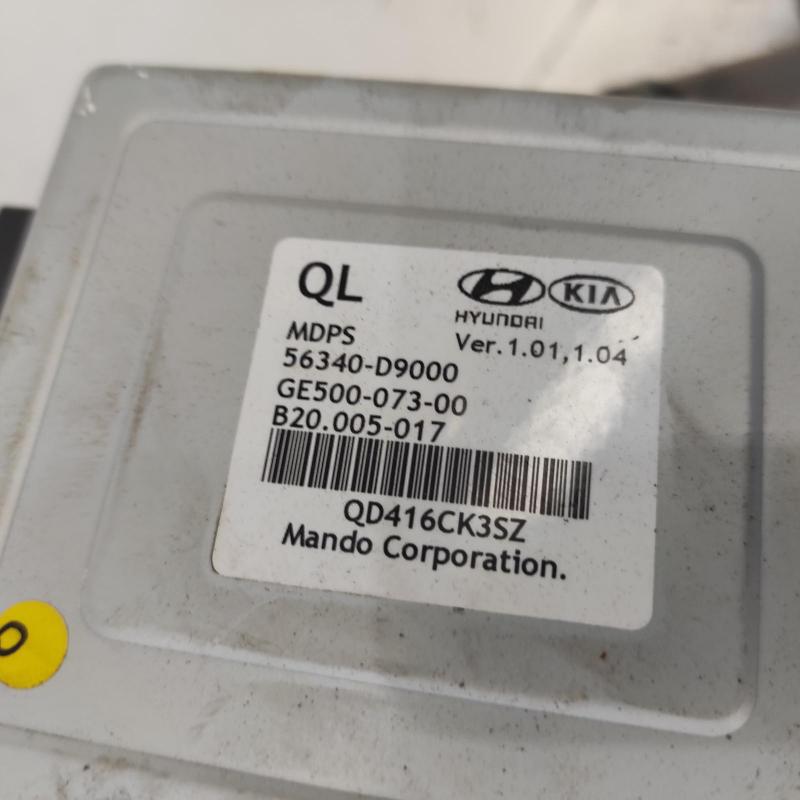 QL
HYUNDAI
KIA
MDPS
Ver.1.01,1.04
56340-D9000
GE500-073-00
B20.005-017
QD416CK3SZ
Mando Corporation.